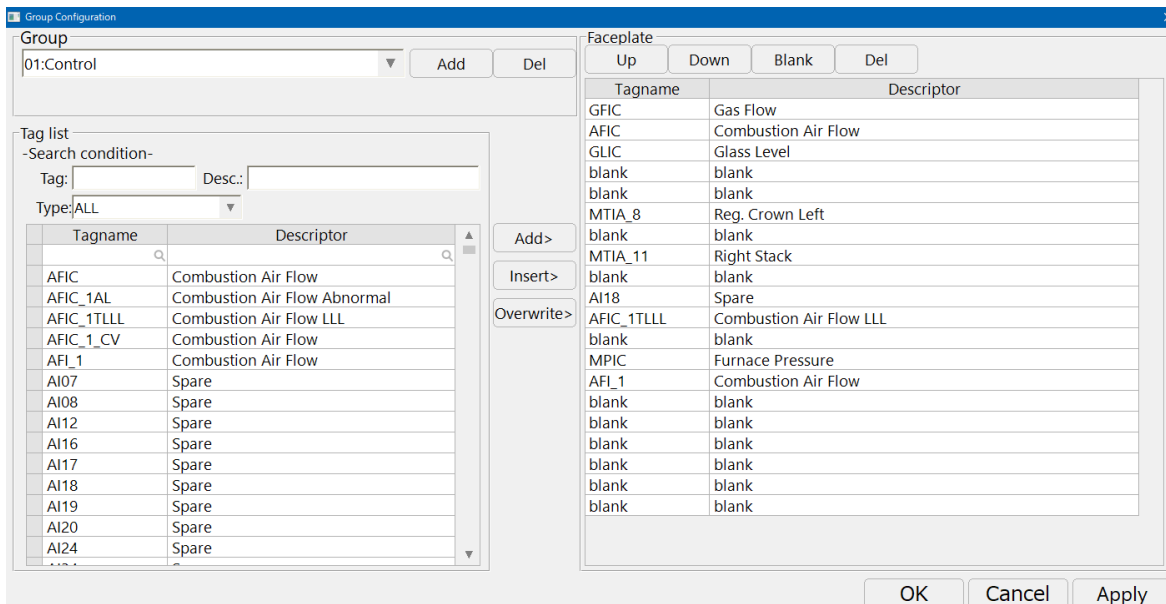 Group Configuration
Group
01:Control
Add
Del
Tag list
-Search condition-
Tag:
Desc.:
Type: ALL
Tagname Descriptor
AFIC Combustion Air Flow
AFIC_1AL Combustion Air Flow Abnormal
AFIC_1TLLL Combustion Air Flow LLL
AFIC_1_CV Combustion Air Flow
AFI_1 Combustion Air Flow
AI07 Spare
AI08 Spare
AI12 Spare
AI16 Spare
AI17 Spare
AI18 Spare
AI19 Spare
AI20 Spare
AI24 Spare
Add>
Insert>
Overwrite>
Faceplate
Up
Down
Blank
Del
Tagname Descriptor
GFIC Gas Flow
AFIC Combustion Air Flow
GLIC Glass Level
blank blank
blank blank
MTIA_8 Reg. Crown Left
blank blank
MTIA_11 Right Stack
blank blank
AI18 Spare
AFIC_1TLLL Combustion Air Flow LLL
blank blank
MPIC Furnace Pressure
AFI_1 Combustion Air Flow
blank blank
blank blank
blank blank
blank blank
blank blank
blank blank
OK
Cancel
Apply